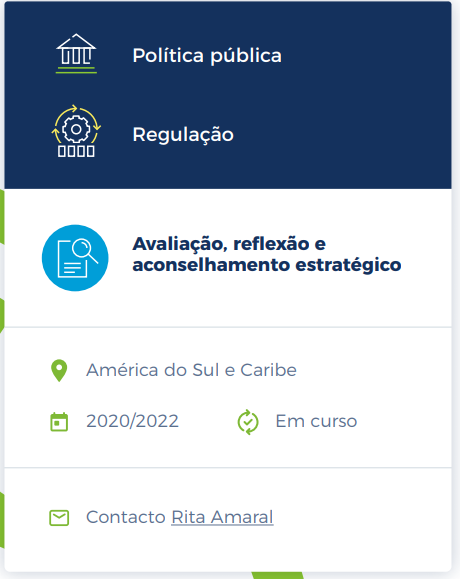 Política pública
Regulação
Avaliação, reflexão e
aconselhamento estratégico
América do Sul e Caribe
2020/2022
Em curso
Contacto Rita Amaral